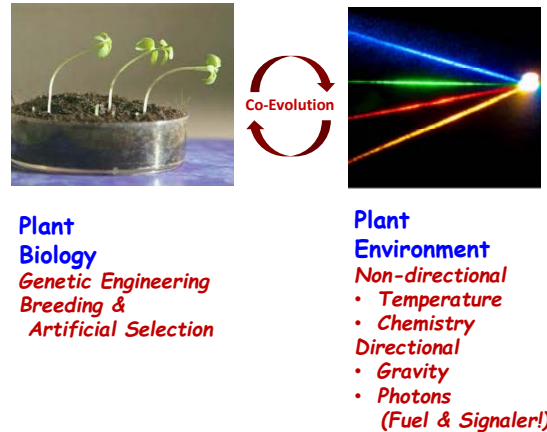 Co-Evolution
Plant
Biology
Genetic Engineering
Breeding &
Artificial Selection
Plant
Environment
Non-directional
• Temperature
• Chemistry
Directional
• Gravity
• Photons
(Fuel & Signaler!)